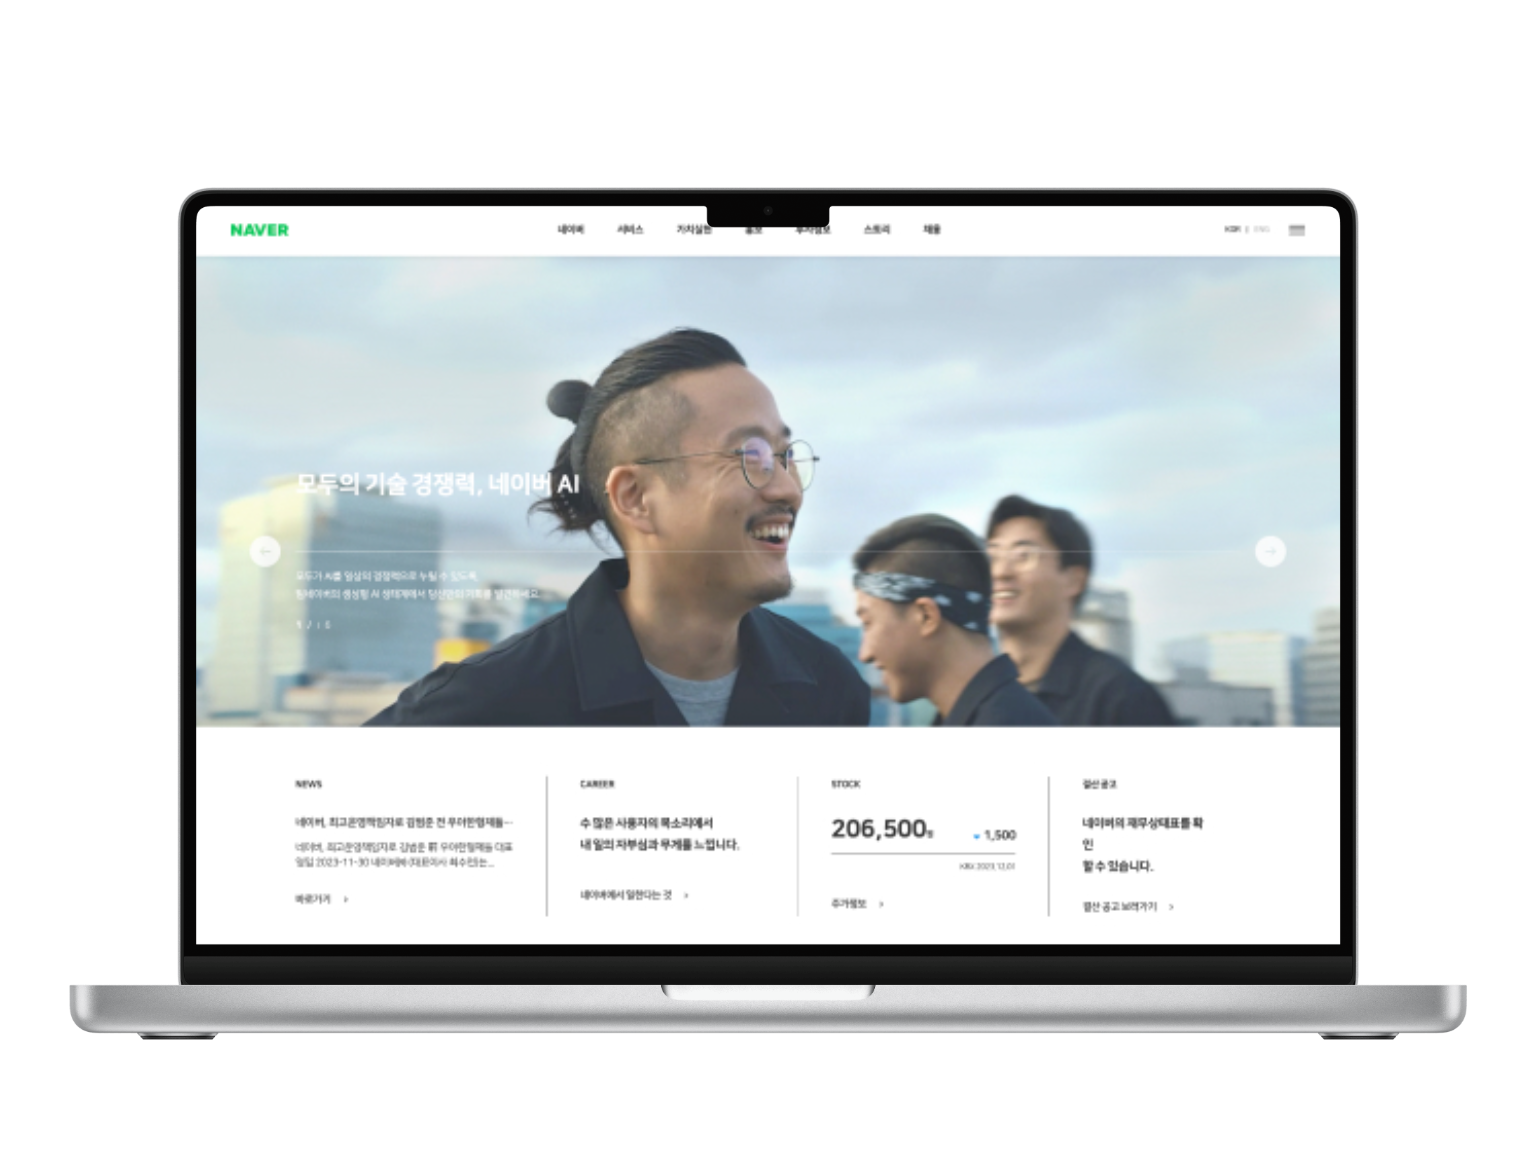 NAVER
네이버 서비스 가치실현 홍보 투자정보 스토리 채용
KOR ENG
모두의 기술 경쟁력, 네이버 AI
모두가 AI를 일상의 경쟁력으로 누릴 수 있도록,
팀네이버의 생성형 AI 생태계에서 당신만의 기회를 발견하세요.
NEWS
네이버, 최고운영책임자로 김범준 전 우아한형제들…
네이버, 최고운영책임자로 김범준 前 우아한형제들 대표
2023-11-30 네이버㈜(대표이사 최수연)는…
바로가기
CAREER
수많은 사용자의 목소리에서
내 일의 자부심과 무게를 느낍니다.
네이버에서 일한다는 것
STOCK
206,500원
1,500
KRX 2023.12.01
주가정보
결산공고
네이버의 재무상태표를 확
인
할 수 있습니다.
결산 공고 보러가기